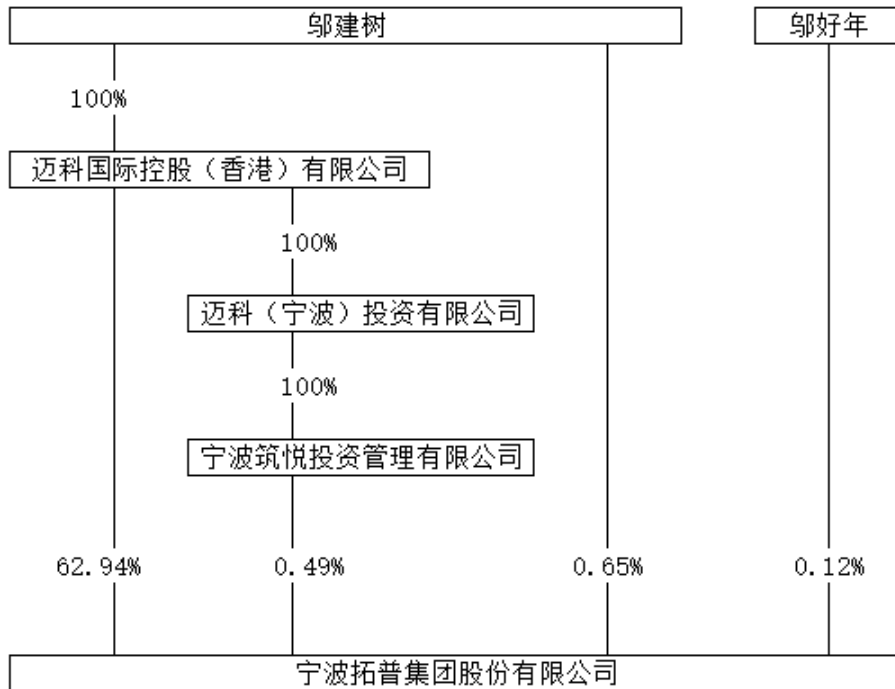 邬建树
邬好年
100%
迈科国际控股（香港）有限公司
100%
迈科（宁波）投资有限公司
100%
宁波筑悦投资管理有限公司
62.94%
0.49%
0.65%
0.12%
宁波拓普集团股份有限公司